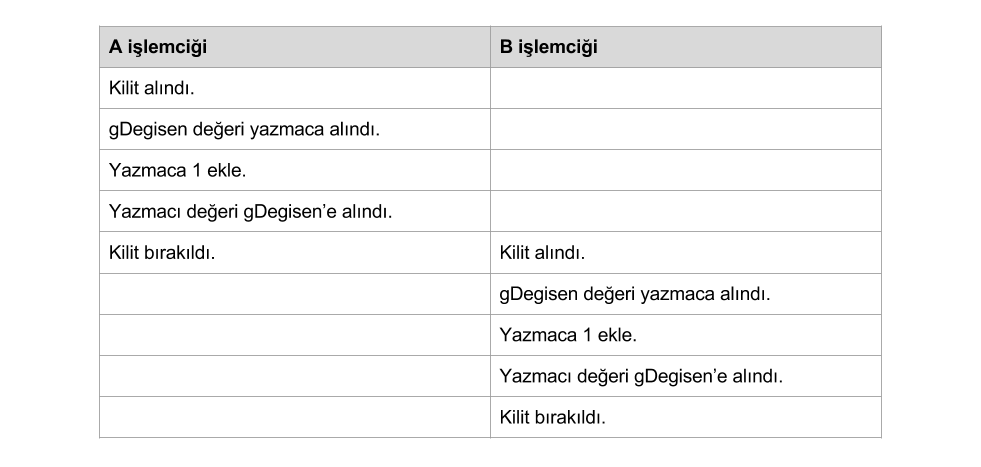 A işlemciği B işlemciği
Kilit alındı.
gDegisen değeri yazmaca alındı.
Yazmaca 1 ekle.
Yazmacı değeri gDegisen’e alındı.
Kilit bırakıldı. Kilit alındı.
gDegisen değeri yazmaca alındı.
Yazmaca 1 ekle.
Yazmacı değeri gDegisen’e alındı.
Kilit bırakıldı.